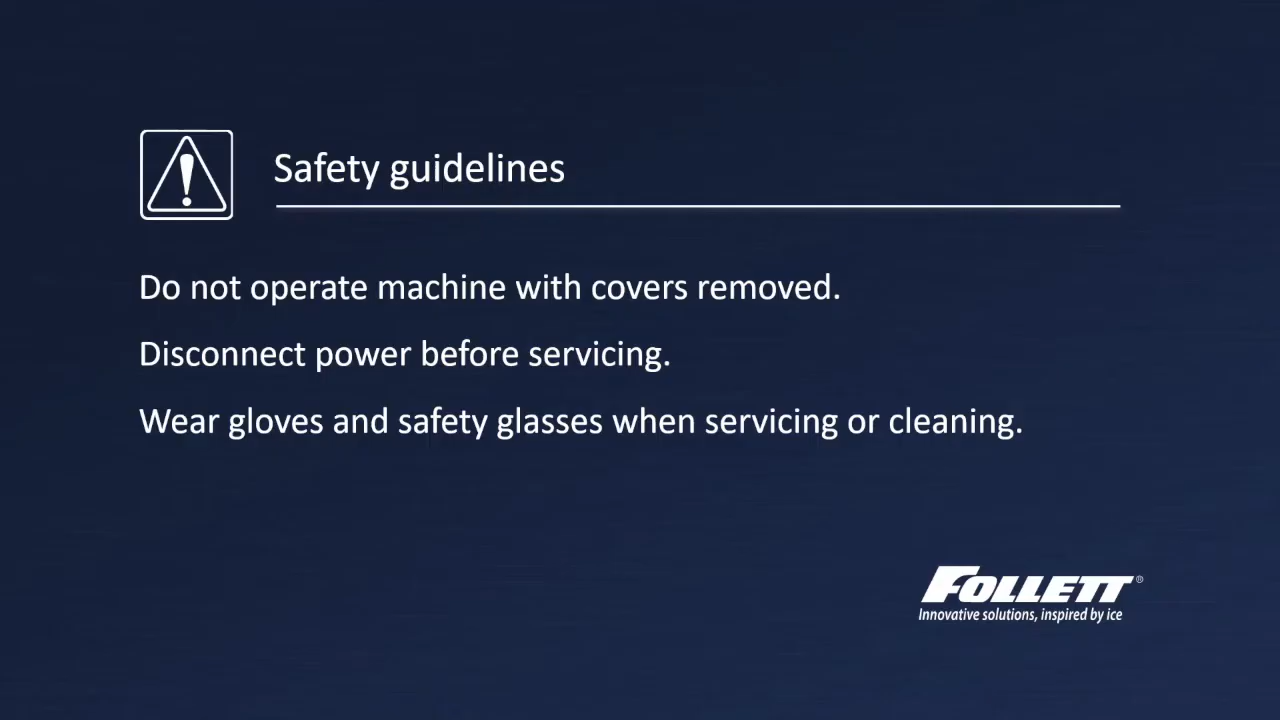 Safety guidelines
Do not operate machine with covers removed.
Disconnect power before servicing.
Wear gloves and safety glasses when servicing or cleaning.
FOLLETT®
Innovative solutions, inspired by ice